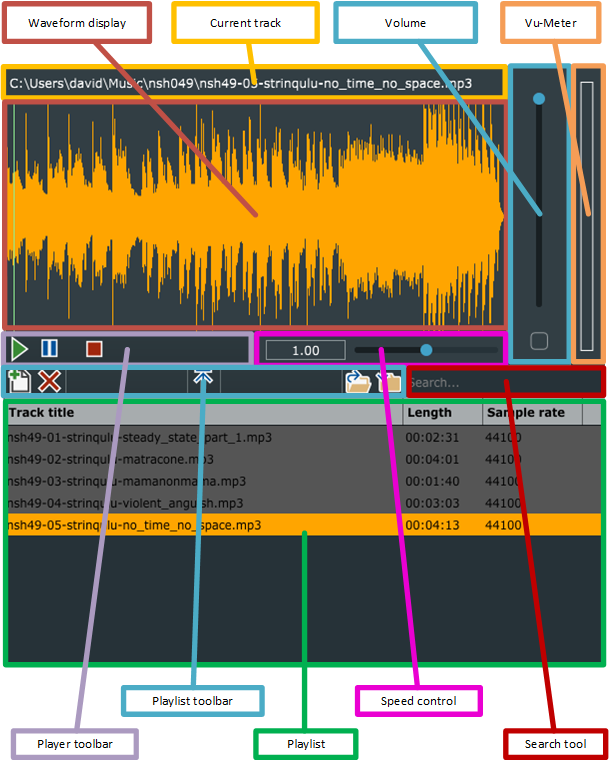 Waveform display
Current track
Volume
Vu-Meter
C:\Users\david\Music\nsh049\nsh49-05-strinqulu-no_time_no_space.mp3
1.00
Search...
Track title Length Sample rate
nsh49-01-strinqulu-steady_state_part_1.mp3 00:02:31 44100
nsh49-02-strinqulu-matracone.mp3 00:04:01 44100
nsh49-03-strinqulu-mamanonmama.mp3 00:01:40 44100
nsh49-04-strinqulu-violent_anguish.mp3 00:03:03 44100
nsh49-05-strinqulu-no_time_no_space.mp3 00:04:13 44100
Playlist toolbar
Speed control
Player toolbar
Playlist
Search tool